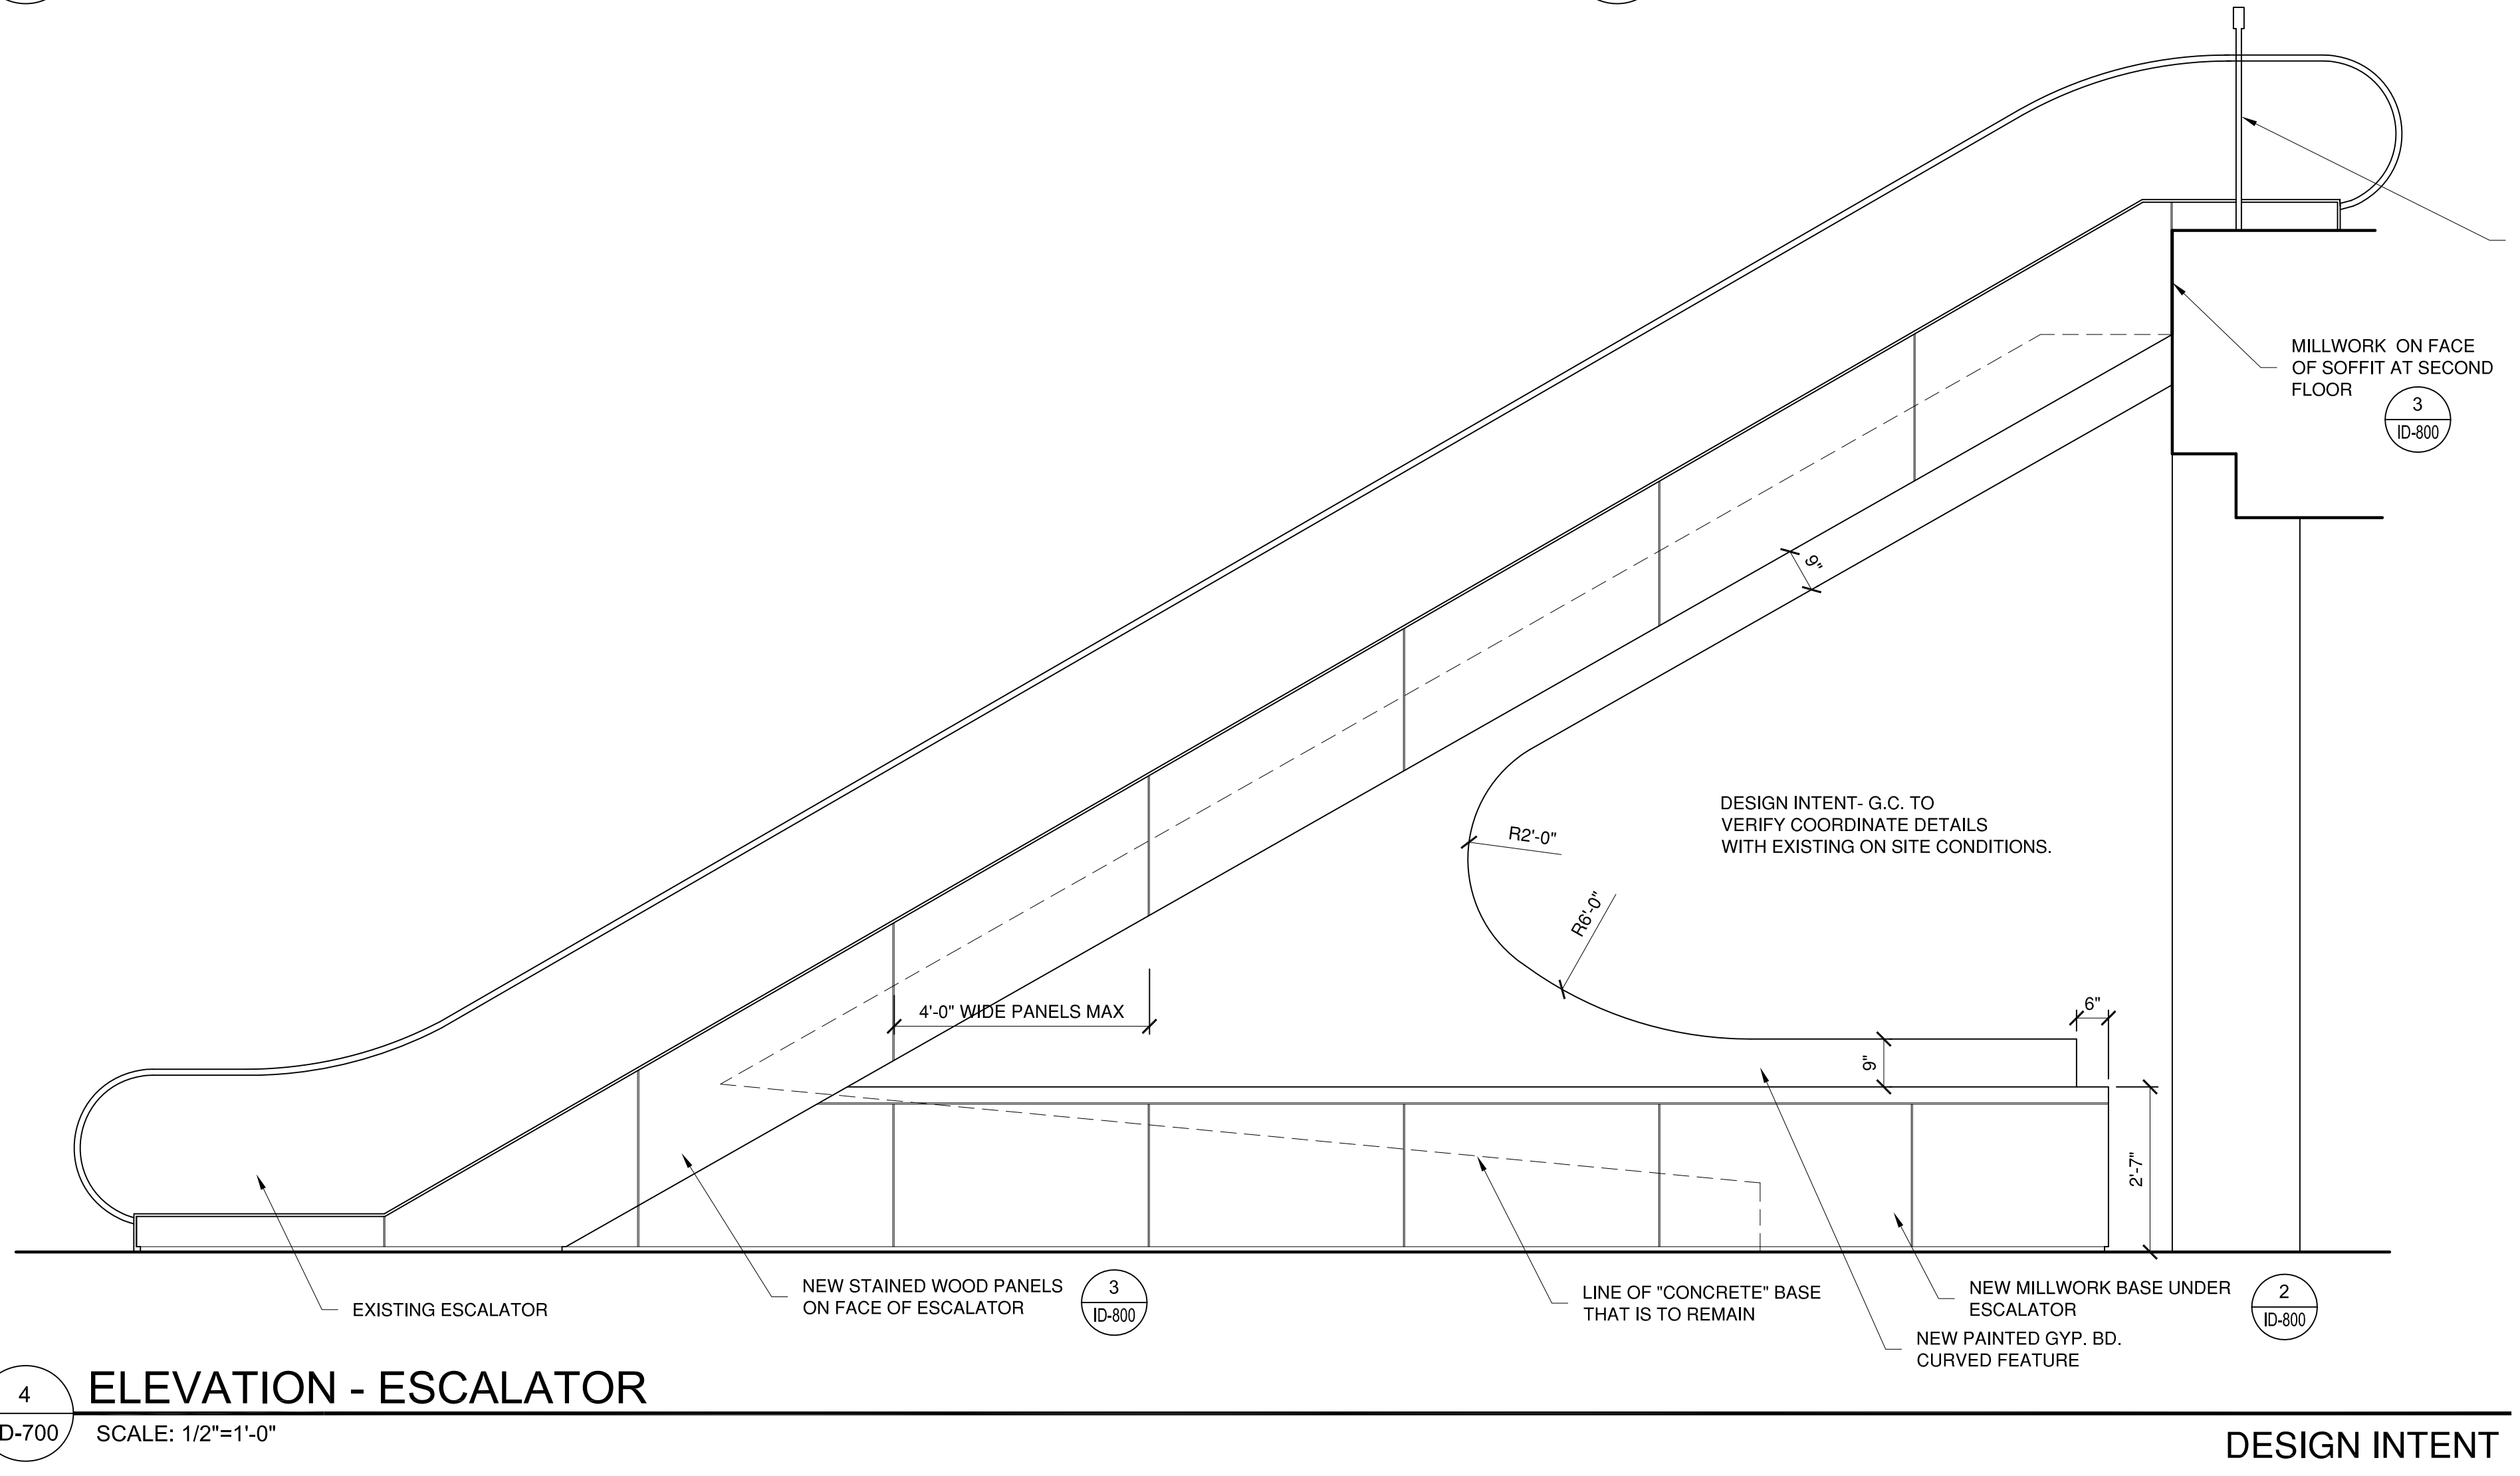 MILLWORK ON FACE
OF SOFFIT AT SECOND
FLOOR
3
ID-800
9"
DESIGN INTENT- G.C. TO
VERIFY COORDINATE DETAILS
WITH EXISTING ON SITE CONDITIONS.
R2'-0"
R6'-0"
4'-0" WIDE PANELS MAX
6"
9"
2'-7"
EXISTING ESCALATOR
NEW STAINED WOOD PANELS
ON FACE OF ESCALATOR
3
ID-800
LINE OF "CONCRETE" BASE
THAT IS TO REMAIN
NEW MILLWORK BASE UNDER
ESCALATOR
2
ID-800
NEW PAINTED GYP. BD.
CURVED FEATURE
4
D-700
ELEVATION - ESCALATOR
SCALE: 1/2"=1'-0"
DESIGN INTENT